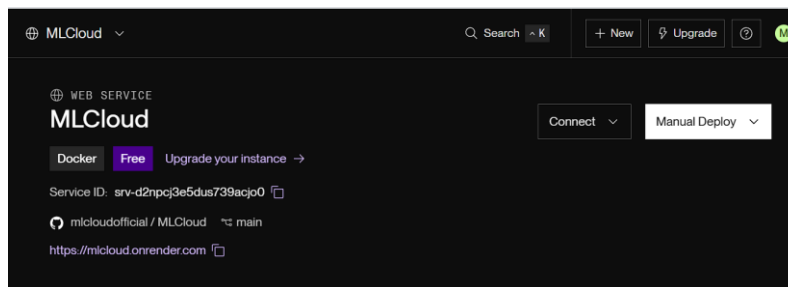 MLCloud
Search ^ K
+ New
Upgrade
M
WEB SERVICE
MLCloud
Connect
Manual Deploy
Docker Free Upgrade your instance →
Service ID: srv-d2npcj3e5dus739acjo0
mlcloudofficial / MLCloud main
https://mlcloud.onrender.com